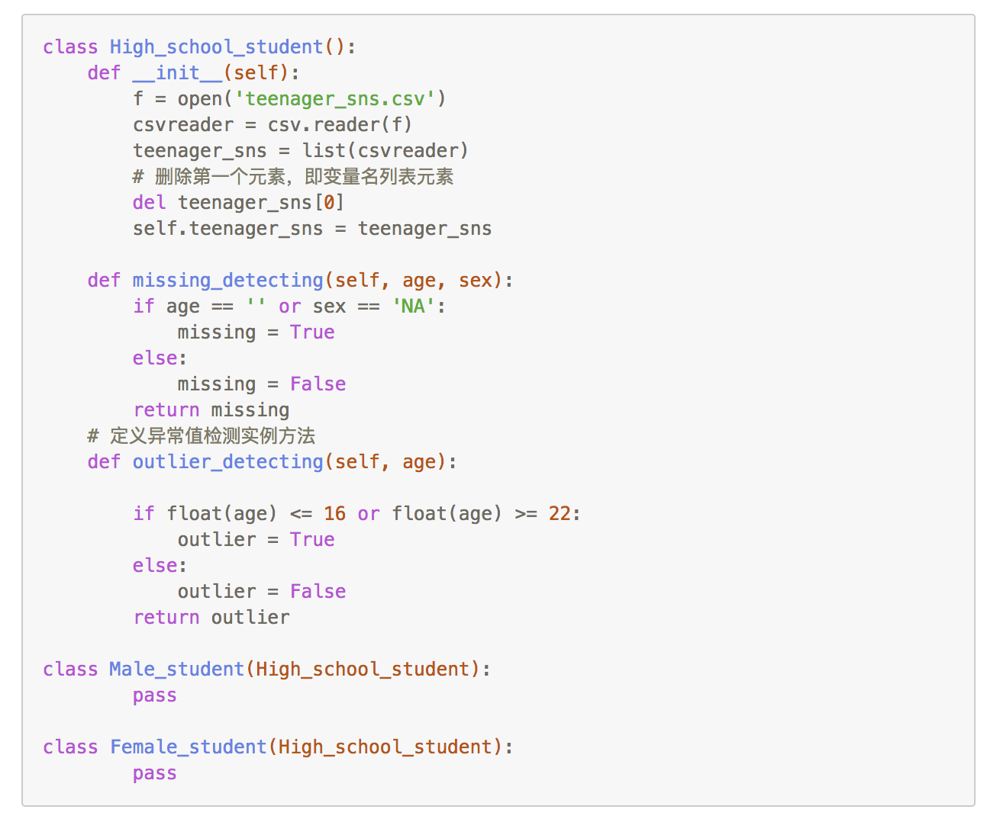 class High_school_student():
    def __init__(self):
        f = open('teenager_sns.csv')
        csvreader = csv.reader(f)
        teenager_sns = list(csvreader)
        # 删除第一个元素，即变量名列表元素
        del teenager_sns[0]
        self.teenager_sns = teenager_sns

    def missing_detecting(self, age, sex):
        if age == '' or sex == 'NA':
            missing = True
        else:
            missing = False
        return missing
    # 定义异常值检测实例方法
    def outlier_detecting(self, age):

        if float(age) <= 16 or float(age) >= 22:
            outlier = True
        else:
            outlier = False
        return outlier

class Male_student(High_school_student):
        pass

class Female_student(High_school_student):
        pass